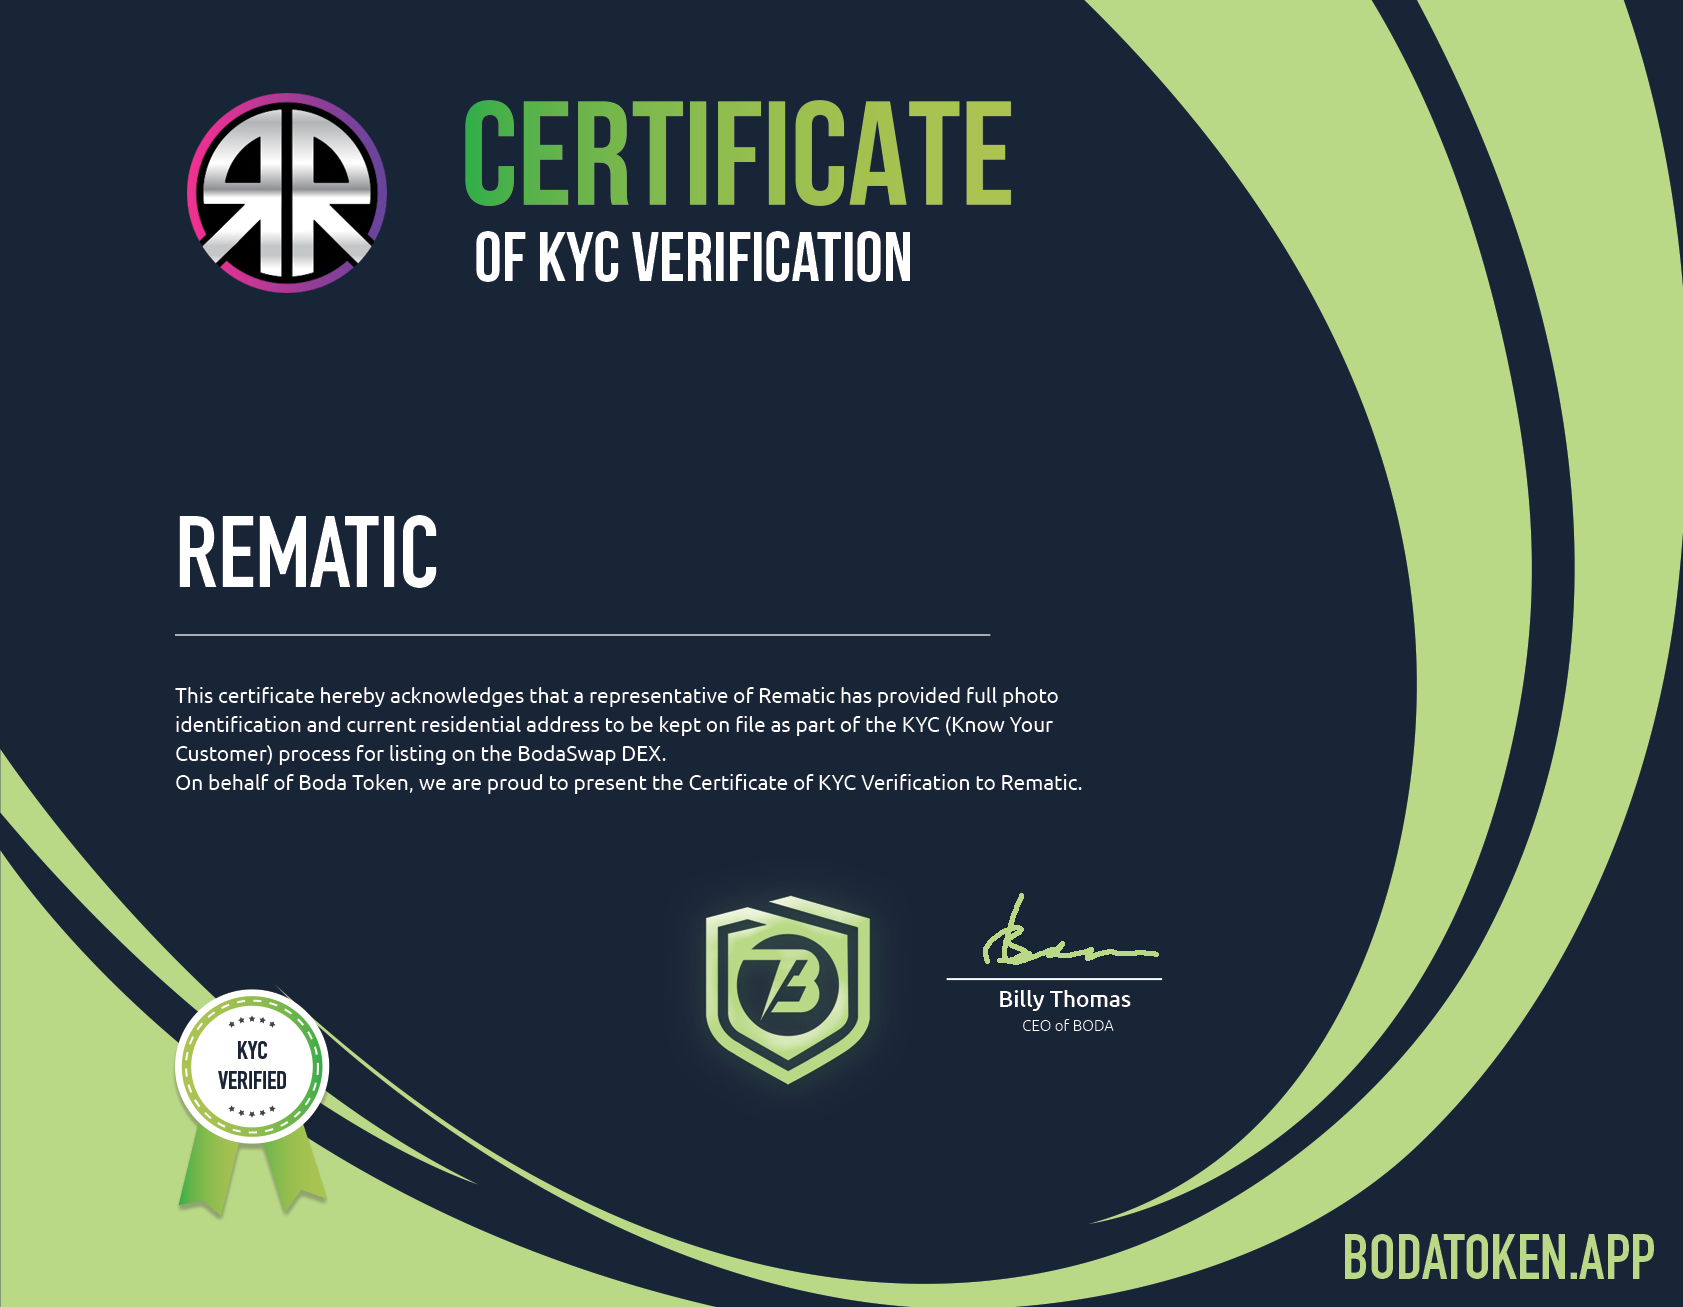 CERTIFICATE
OF KYC VERIFICATION
REMATIC
This certificate hereby acknowledges that a representative of Rematic has provided full photo
identification and current residential address to be kept on file as part of the KYC (Know Your
Customer) process for listing on the BodaSwap DEX.
On behalf of Boda Token, we are proud to present the Certificate of KYC Verification to Rematic.
Billy Thomas
CEO of BODA
KYC
VERIFIED
BODATOKEN.APP